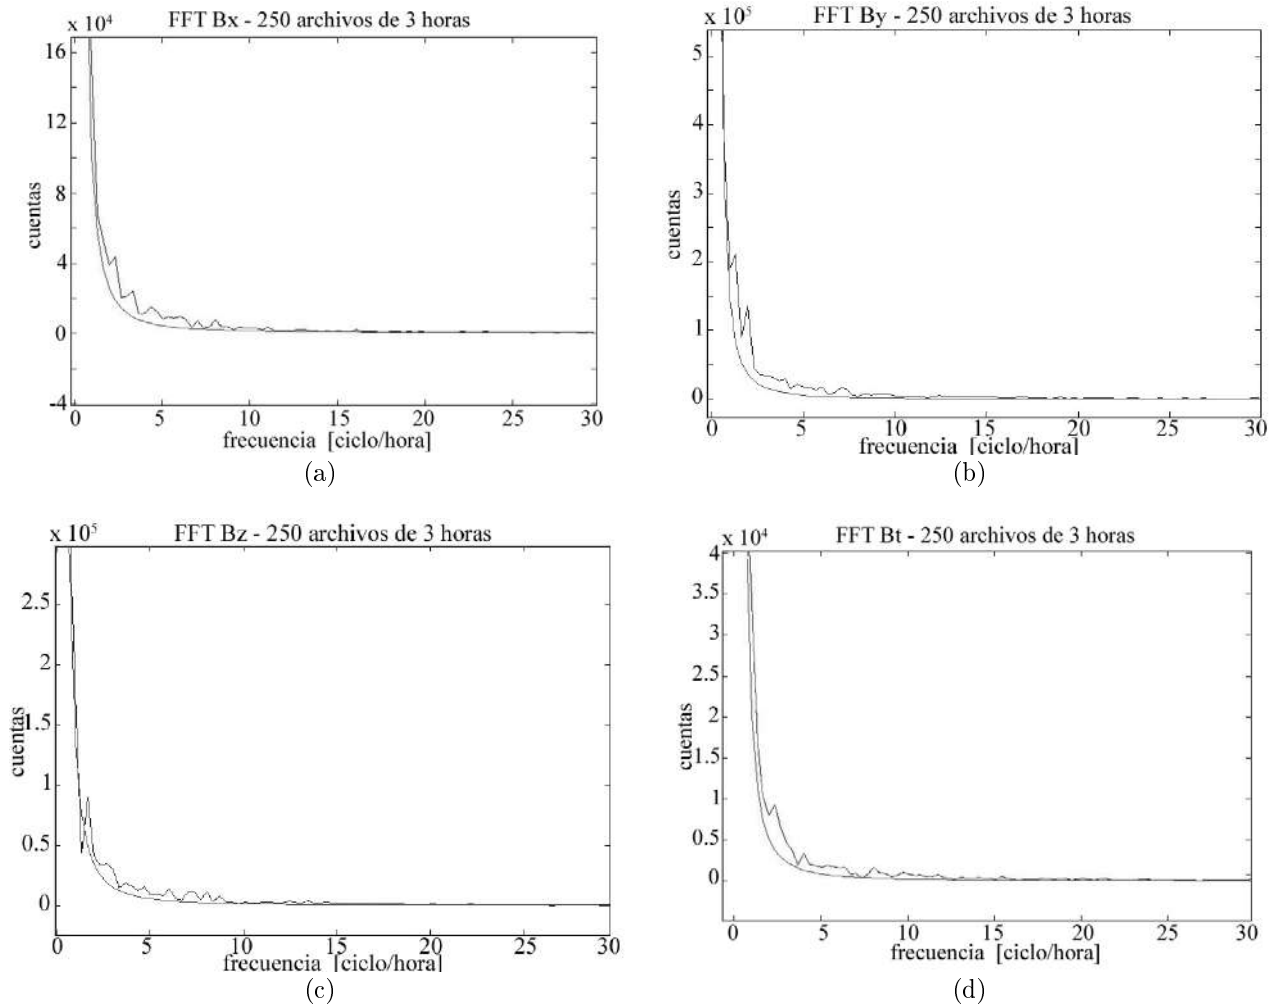 x 10⁴
FFT Bx - 250 archivos de 3 horas
16
12
8
4
0
-4
cuentas
0 5 10 15 20 25 30
frecuencia [ciclo/hora]
(a)
x 10⁵
FFT By - 250 archivos de 3 horas
5
4
3
2
1
0
cuentas
0 5 10 15 20 25 30
frecuencia [ciclo/hora]
(b)
x 10⁵
FFT Bz - 250 archivos de 3 horas
2.5
2
1.5
1
0.5
0
cuentas
0 5 10 15 20 25 30
frecuencia [ciclo/hora]
(c)
x 10⁴
FFT Bt - 250 archivos de 3 horas
4
3.5
3
2.5
2
1.5
1
0.5
0
cuentas
0 5 10 15 20 25 30
frecuencia [ciclo/hora]
(d)